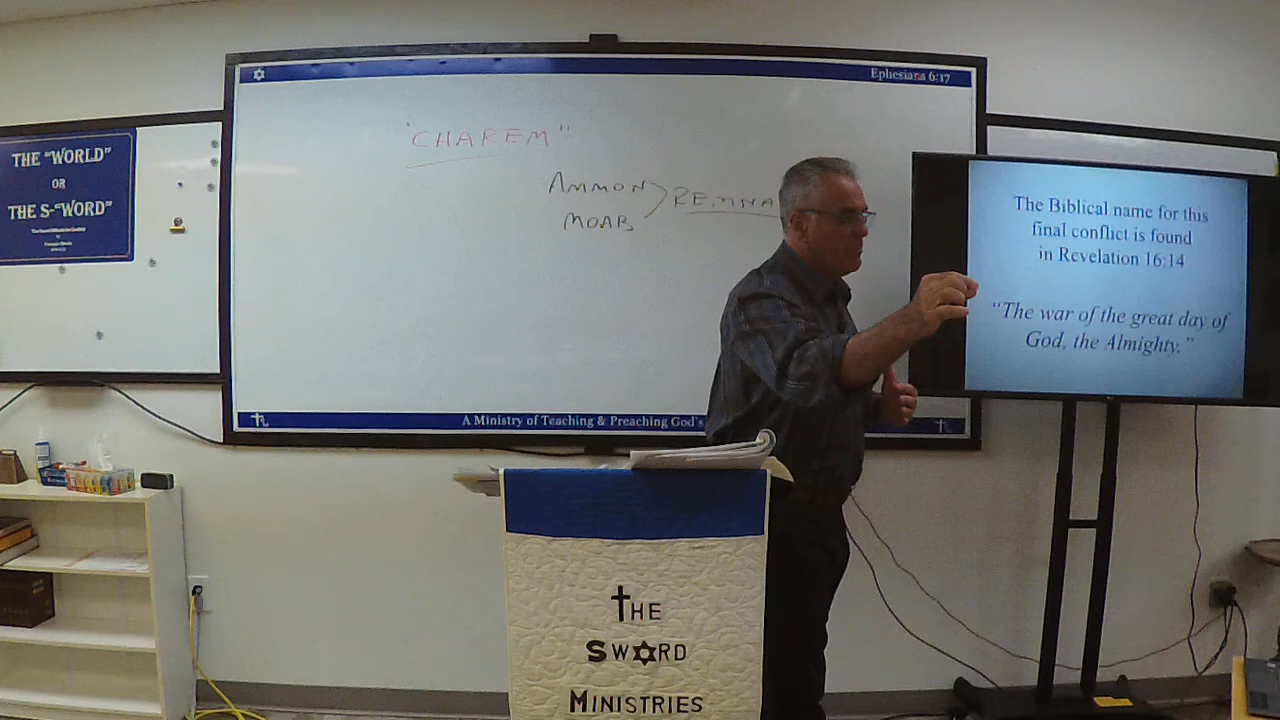 THE "WORLD"
OR
THE S-"WORD"
Ephesians 6:17
"CHAREM"
AMMON
MOAB
REMNA
A Ministry of Teaching & Preaching God's
The Biblical name for this
final conflict is found
in Revelation 16:14
"The war of the great day of
God, the Almighty."
THE
SWORD
MINISTRIES